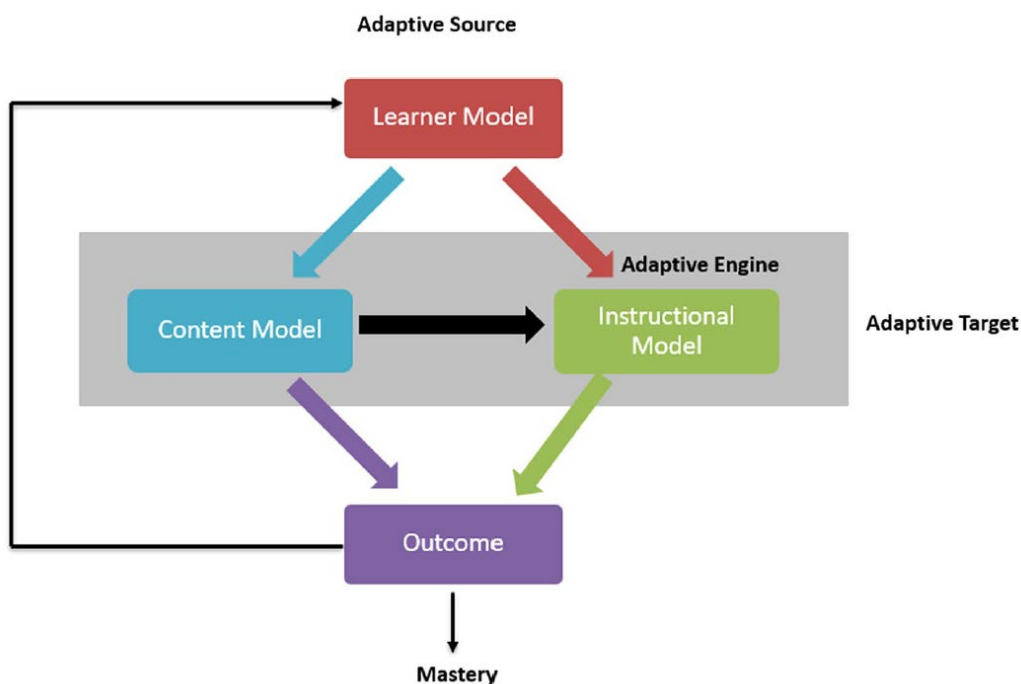 Adaptive Source
Learner Model
Adaptive Engine
Content Model
Instructional
Model
Adaptive Target
Outcome
Mastery